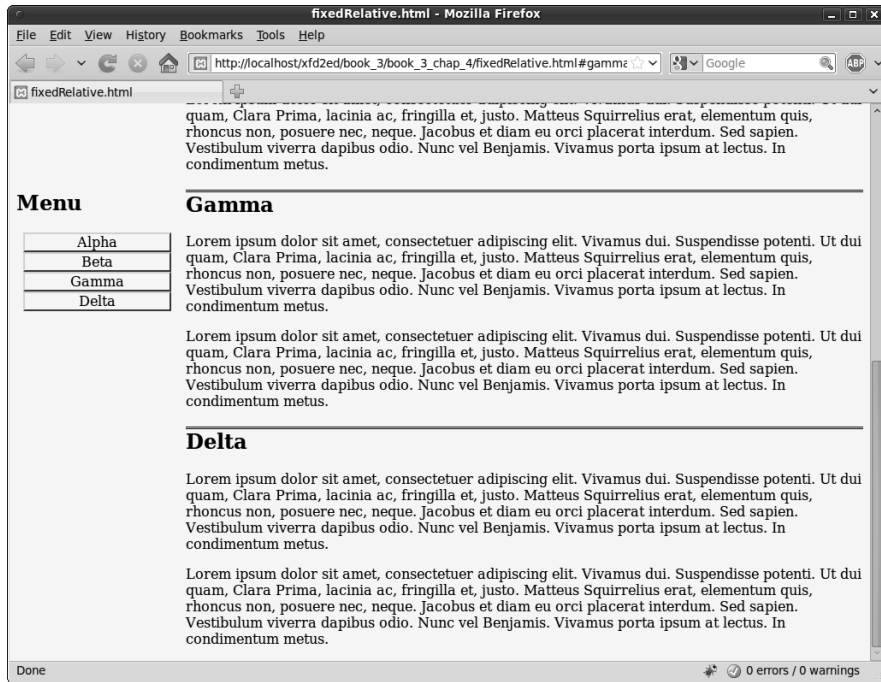 fixedRelative.html - Mozilla Firefox
File Edit View History Bookmarks Tools Help
http://localhost/xfd2ed/book_3/book_3_chap_4/fixedRelative.html#gamma
Google
ABP
fixedRelative.html
quam, Clara Prima, lacinia ac, fringilla et, justo. Matteus Squirrelius erat, elementum quis,
rhoncus non, posuere nec, neque. Jacobus et diam eu orci placerat interdum. Sed sapien.
Vestibulum viverra dapibus odio. Nunc vel Benjamis. Vivamus porta ipsum at lectus. In
condimentum metus.
Menu
Alpha
Beta
Gamma
Delta
Gamma
Lorem ipsum dolor sit amet, consectetuer adipiscing elit. Vivamus dui. Suspendisse potenti. Ut dui
quam, Clara Prima, lacinia ac, fringilla et, justo. Matteus Squirrelius erat, elementum quis,
rhoncus non, posuere nec, neque. Jacobus et diam eu orci placerat interdum. Sed sapien.
Vestibulum viverra dapibus odio. Nunc vel Benjamis. Vivamus porta ipsum at lectus. In
condimentum metus.
Lorem ipsum dolor sit amet, consectetuer adipiscing elit. Vivamus dui. Suspendisse potenti. Ut dui
quam, Clara Prima, lacinia ac, fringilla et, justo. Matteus Squirrelius erat, elementum quis,
rhoncus non, posuere nec, neque. Jacobus et diam eu orci placerat interdum. Sed sapien.
Vestibulum viverra dapibus odio. Nunc vel Benjamis. Vivamus porta ipsum at lectus. In
condimentum metus.
Delta
Lorem ipsum dolor sit amet, consectetuer adipiscing elit. Vivamus dui. Suspendisse potenti. Ut dui
quam, Clara Prima, lacinia ac, fringilla et, justo. Matteus Squirrelius erat, elementum quis,
rhoncus non, posuere nec, neque. Jacobus et diam eu orci placerat interdum. Sed sapien.
Vestibulum viverra dapibus odio. Nunc vel Benjamis. Vivamus porta ipsum at lectus. In
condimentum metus.
Lorem ipsum dolor sit amet, consectetuer adipiscing elit. Vivamus dui. Suspendisse potenti. Ut dui
quam, Clara Prima, lacinia ac, fringilla et, justo. Matteus Squirrelius erat, elementum quis,
rhoncus non, posuere nec, neque. Jacobus et diam eu orci placerat interdum. Sed sapien.
Vestibulum viverra dapibus odio. Nunc vel Benjamis. Vivamus porta ipsum at lectus. In
condimentum metus.
Done
0 errors / 0 warnings